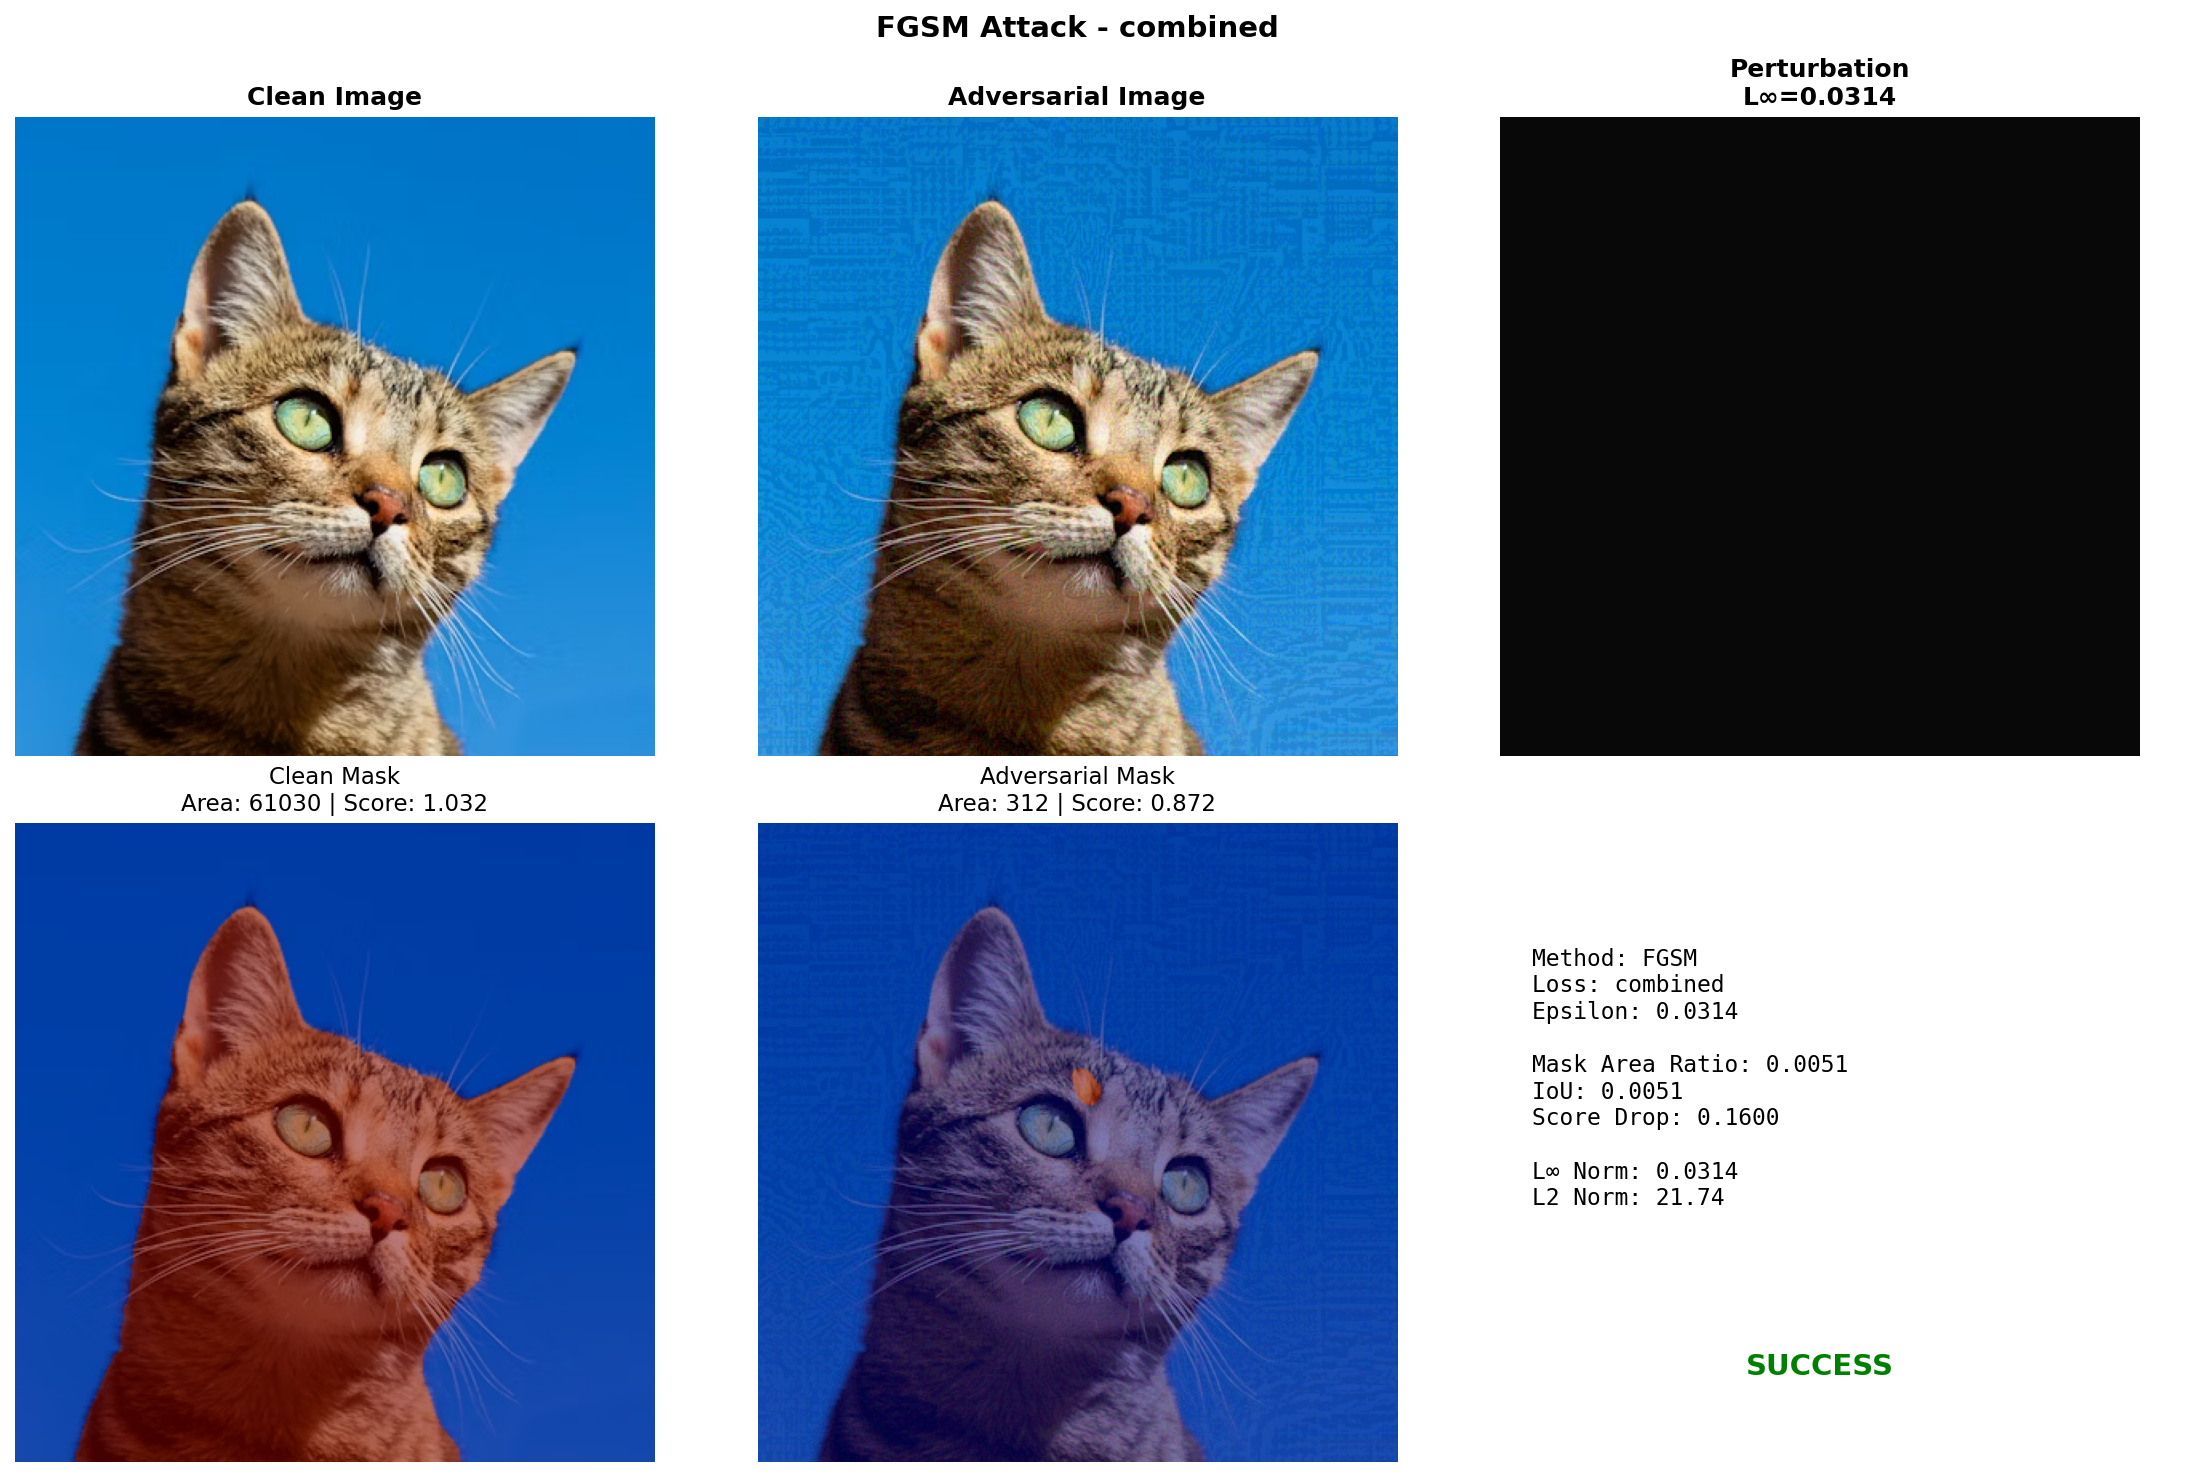 FGSM Attack - combined
Clean Image
Adversarial Image
Perturbation
L∞=0.0314
Clean Mask
Area: 61030 | Score: 1.032
Adversarial Mask
Area: 312 | Score: 0.872
Method: FGSM
Loss: combined
Epsilon: 0.0314
Mask Area Ratio: 0.0051
IoU: 0.0051
Score Drop: 0.1600
L∞ Norm: 0.0314
L2 Norm: 21.74
SUCCESS